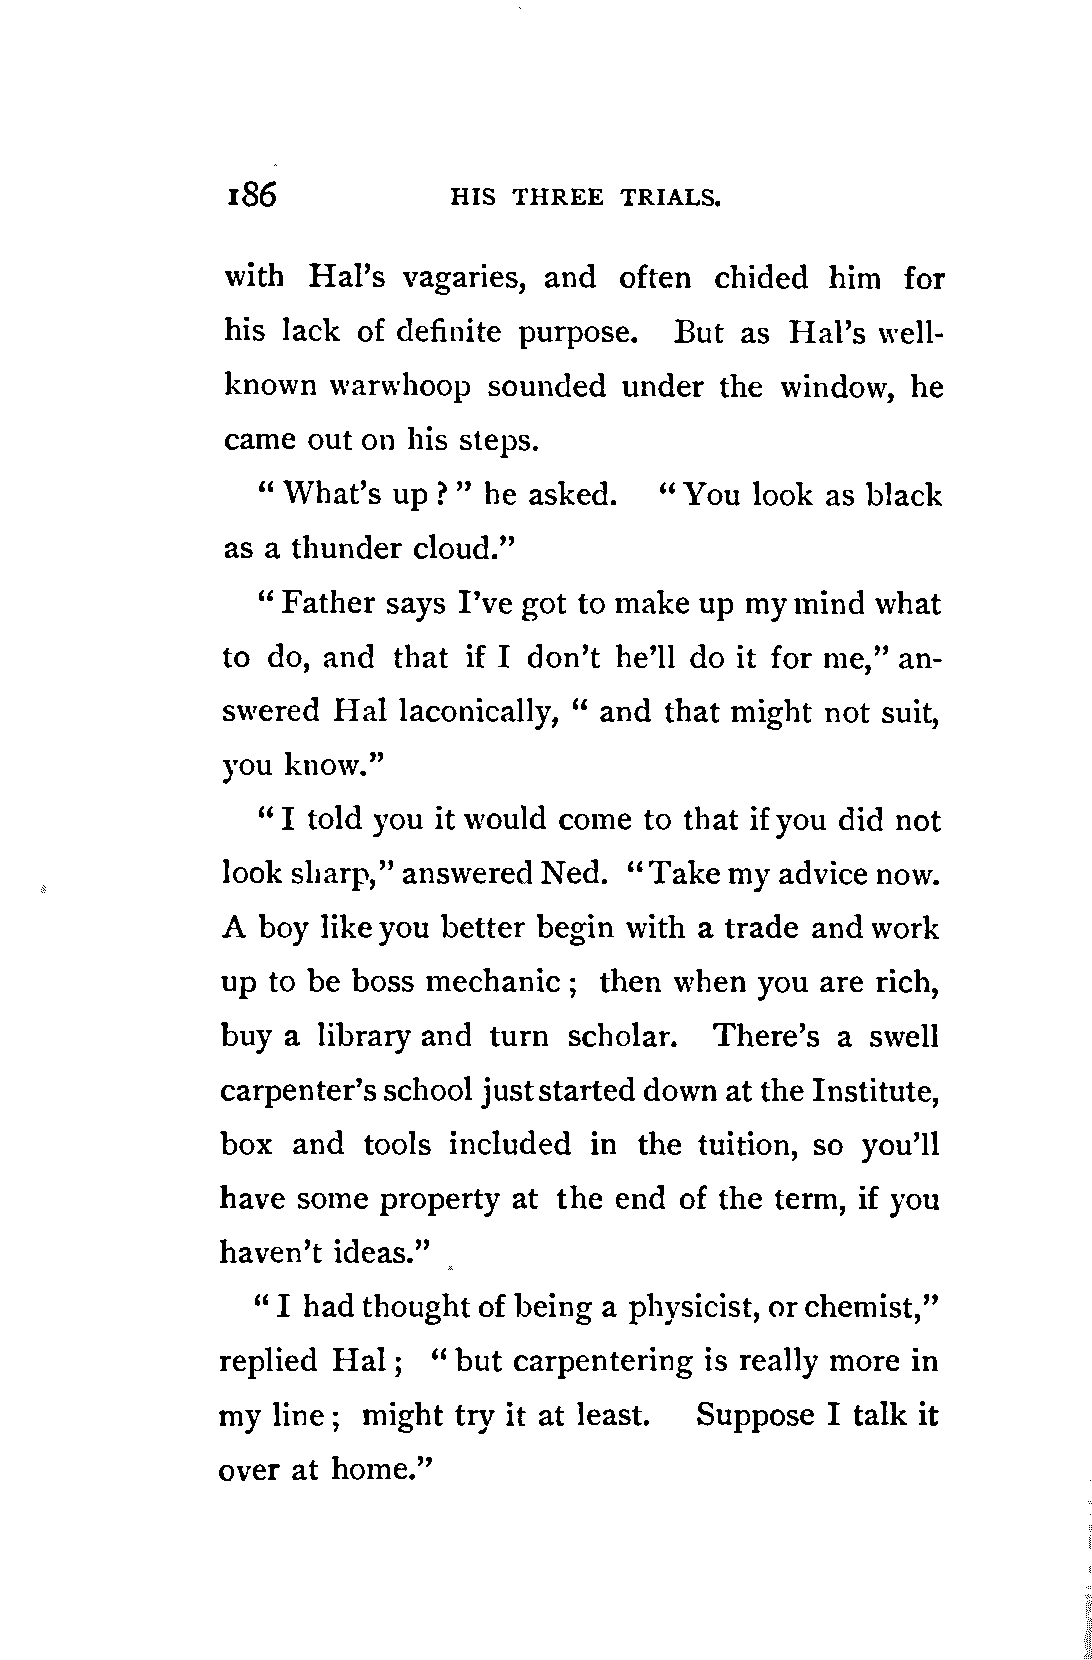 186 HIS THREE TRIALS.
with Hal's vagaries, and often chided him for
his lack of definite purpose. But as Hal's well-
known warwhoop sounded under the window, he
came out on his steps.
"What's up?" he asked. "You look as black
as a thunder cloud."
"Father says I've got to make up my mind what
to do, and that if I don't he'll do it for me," an-
swered Hal laconically, "and that might not suit,
you know."
"I told you it would come to that if you did not
look sharp," answered Ned. "Take my advice now.
A boy like you better begin with a trade and work
up to be boss mechanic; then when you are rich,
buy a library and turn scholar. There's a swell
carpenter's school just started down at the Institute,
box and tools included in the tuition, so you'll
have some property at the end of the term, if you
haven't ideas."
"I had thought of being a physicist, or chemist,"
replied Hal; "but carpentering is really more in
my line; might try it at least. Suppose I talk it
over at home."